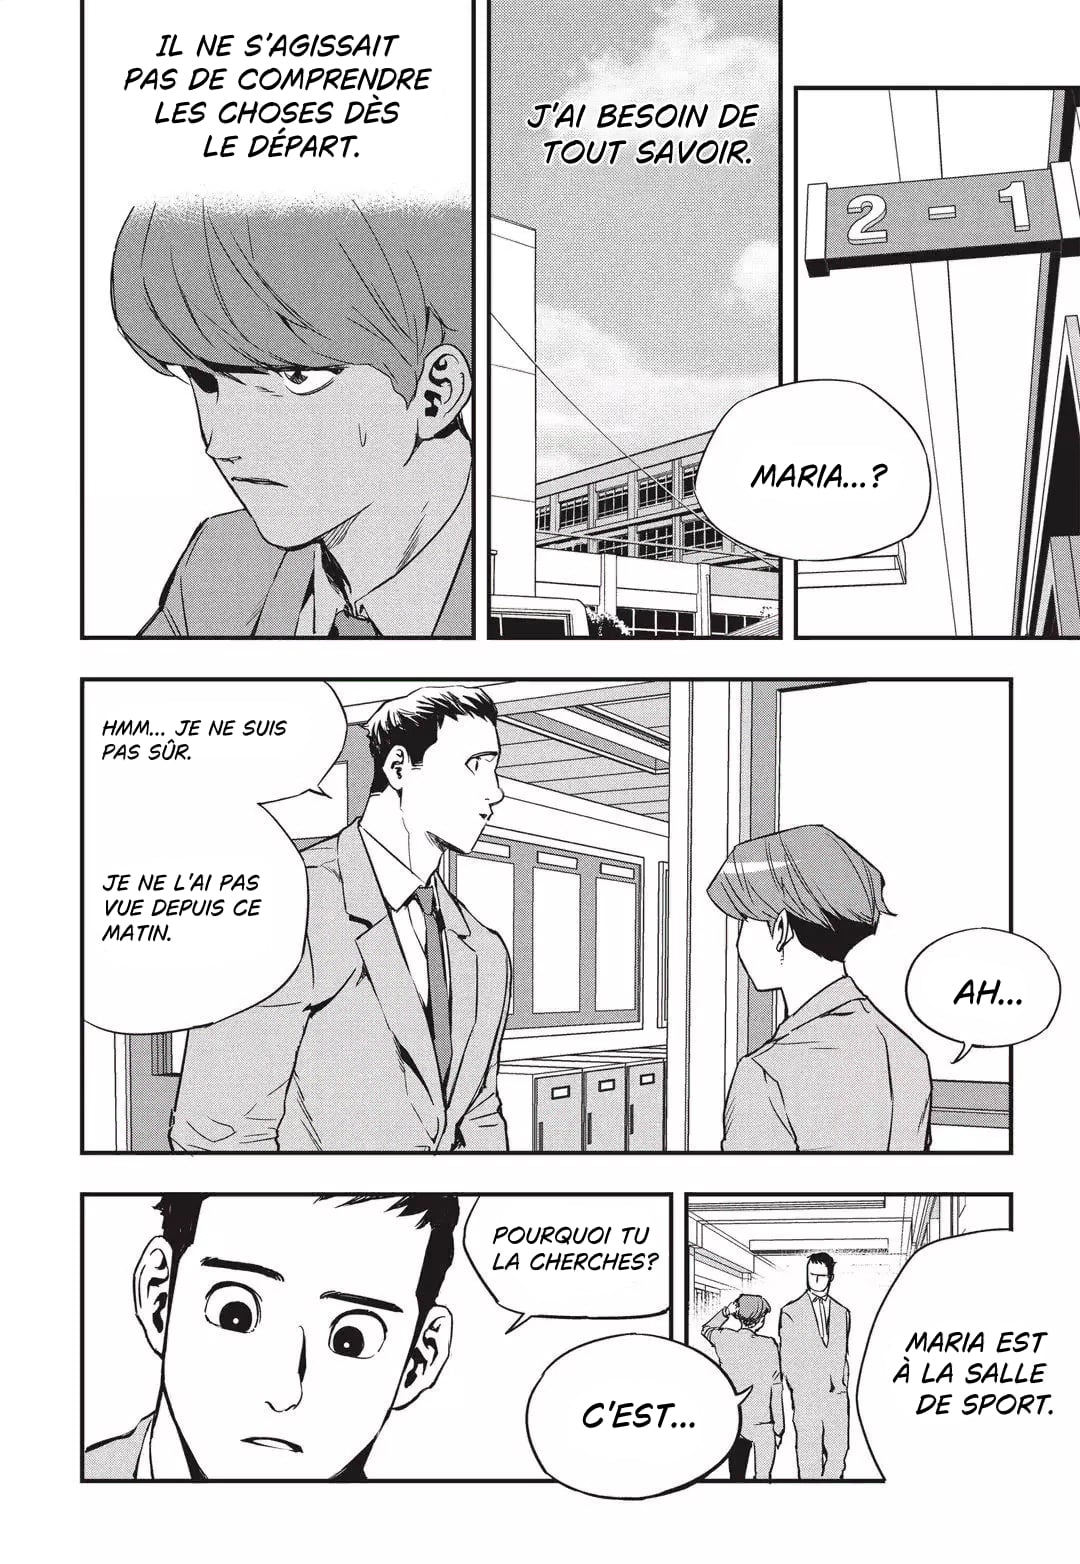 IL NE S'AGISSAIT
PAS DE COMPRENDRE
LES CHOSES DÈS
LE DÉPART.
J'AI BESOIN DE
TOUT SAVOIR.
2 - 1
MARIA...?
HMM... JE NE SUIS
PAS SÛR.
JE NE L'AI PAS
VUE DEPUIS CE
MATIN.
AH...
POURQUOI TU
LA CHERCHES?
C'EST...
MARIA EST
À LA SALLE
DE SPORT.